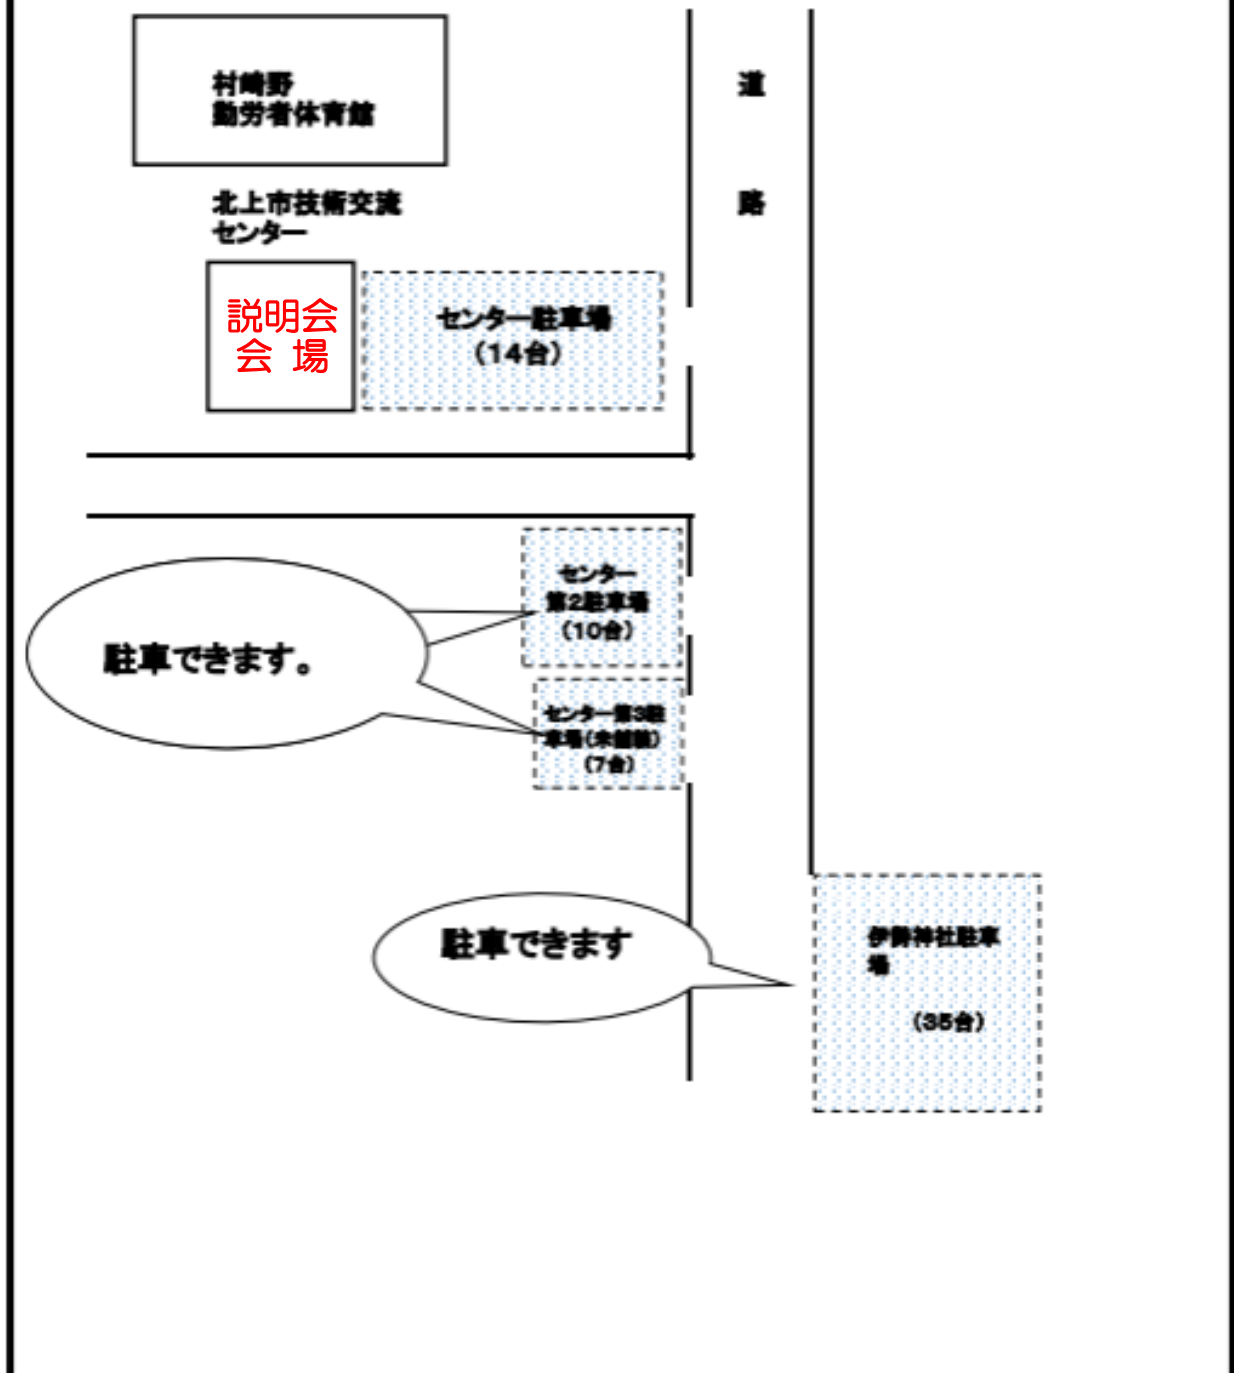 村崎野
勤労者体育館
道
路
北上市技術交流
センター
説明会
会 場
センター駐車場
（14台）
センター
第2駐車場
（10台）
駐車できます。
センター第3駐
車場(未舗装)
（7台）
駐車できます
伊勢神社駐車
場
（35台）